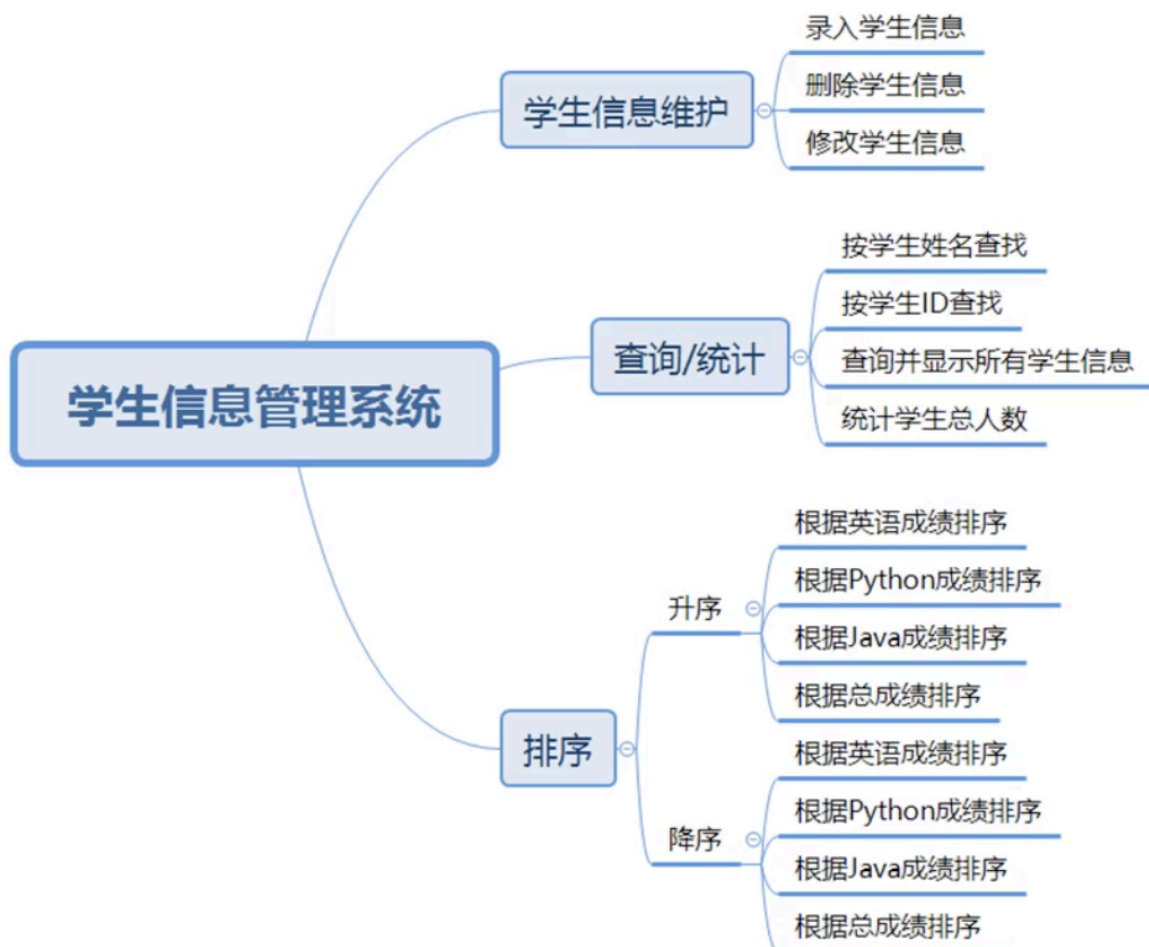 学生信息管理系统
学生信息维护
录入学生信息
删除学生信息
修改学生信息
查询/统计
按学生姓名查找
按学生ID查找
查询并显示所有学生信息
统计学生总人数
排序
升序
根据英语成绩排序
根据Python成绩排序
根据Java成绩排序
根据总成绩排序
降序
根据英语成绩排序
根据Python成绩排序
根据Java成绩排序
根据总成绩排序